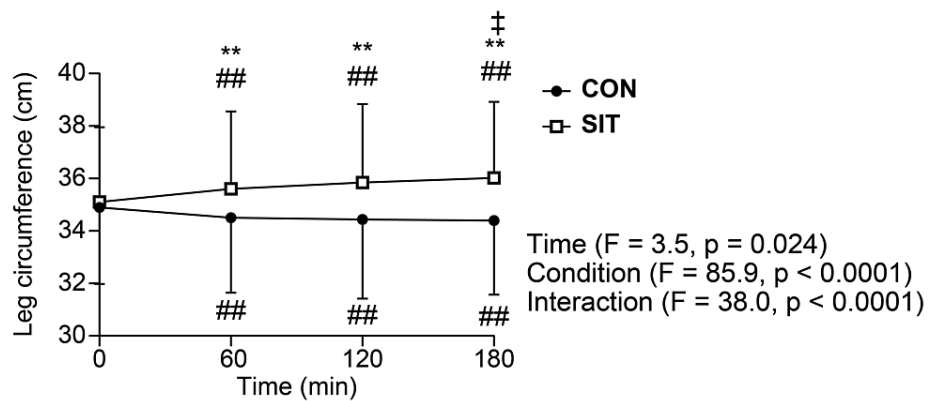 ‡
** ** **
## ## ##
40
38
36
34
32
30
Leg circumference (cm)
CON
SIT
Time (F = 3.5, p = 0.024)
Condition (F = 85.9, p < 0.0001)
Interaction (F = 38.0, p < 0.0001)
## ## ##
0 60 120 180
Time (min)